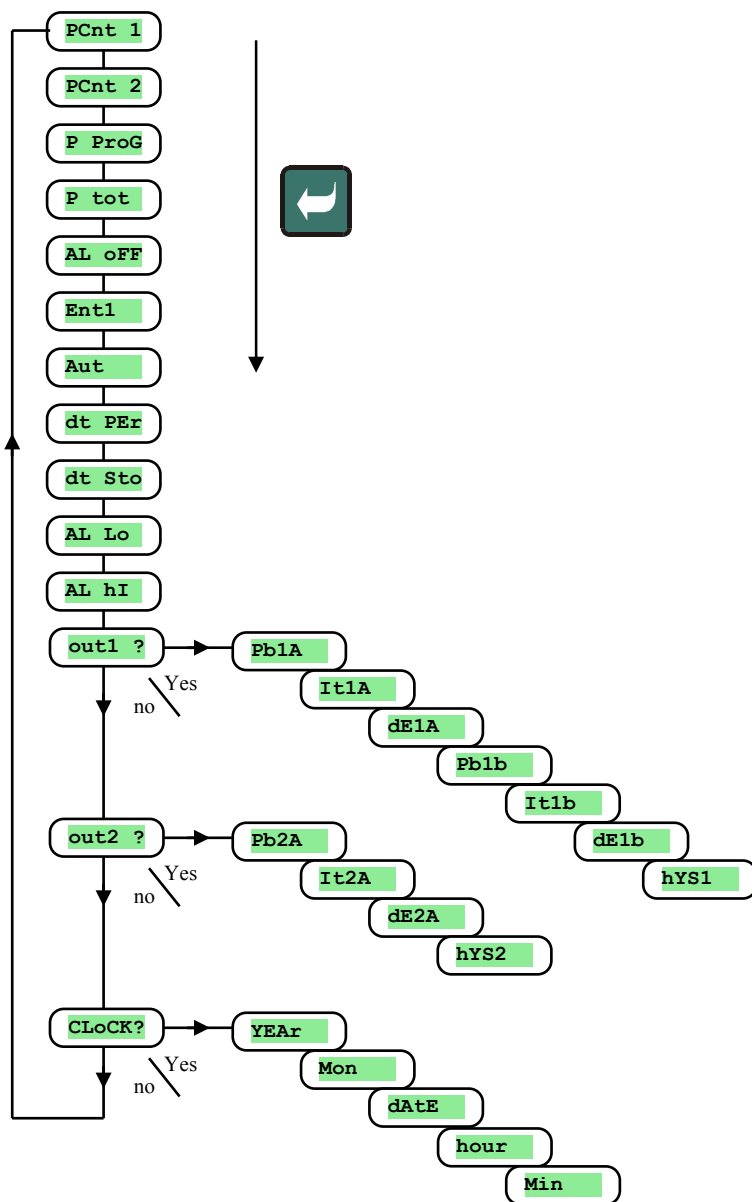 PCnt 1
PCnt 2
P ProG
P tot
AL oFF
Ent1
Aut
dt PEr
dt Sto
AL Lo
AL hI
out1 ?
Pb1A
It1A
Yes
no
dE1A
Pb1b
It1b
dE1b
hYS1
out2 ?
Pb2A
It2A
Yes
no
dE2A
hYS2
CLoCK?
YEAr
Mon
Yes
no
dAtE
hour
Min